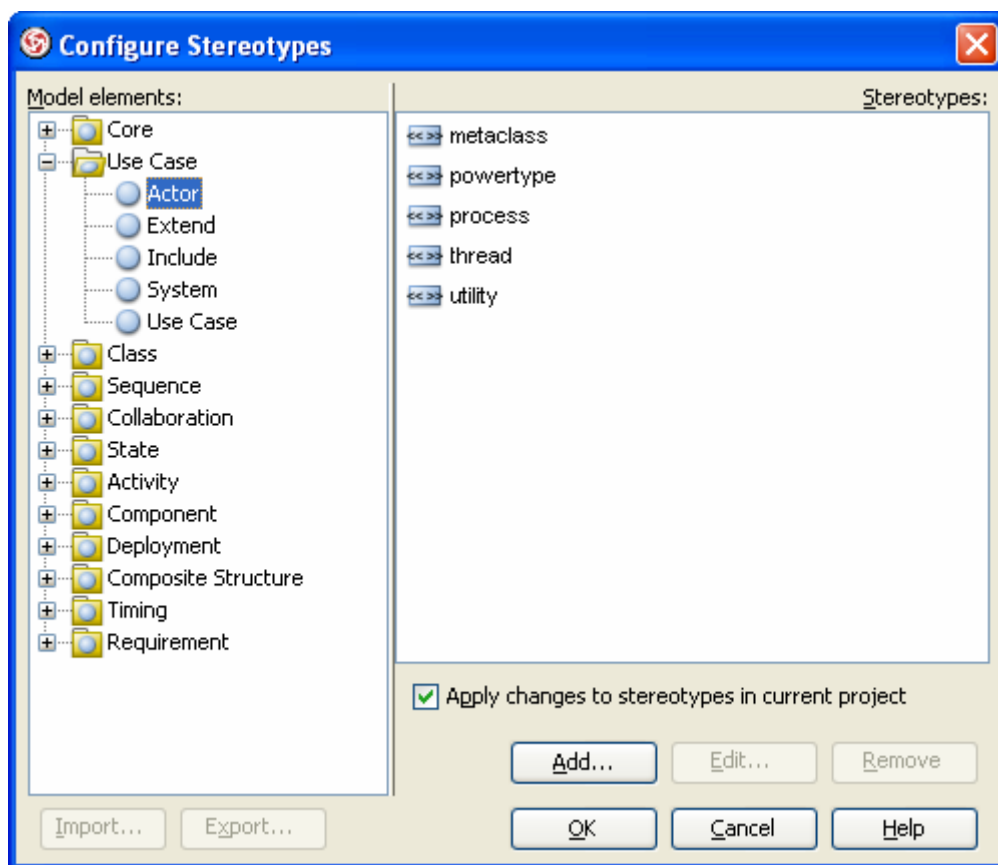 Configure Stereotypes
Model elements:
Stereotypes:
Core
Use Case
Actor
Extend
Include
System
Use Case
Class
Sequence
Collaboration
State
Activity
Component
Deployment
Composite Structure
Timing
Requirement
<< >> metaclass
<< >> powertype
<< >> process
<< >> thread
<< >> utility
Apply changes to stereotypes in current project
Add...
Edit...
Remove
Import...
Export...
OK
Cancel
Help